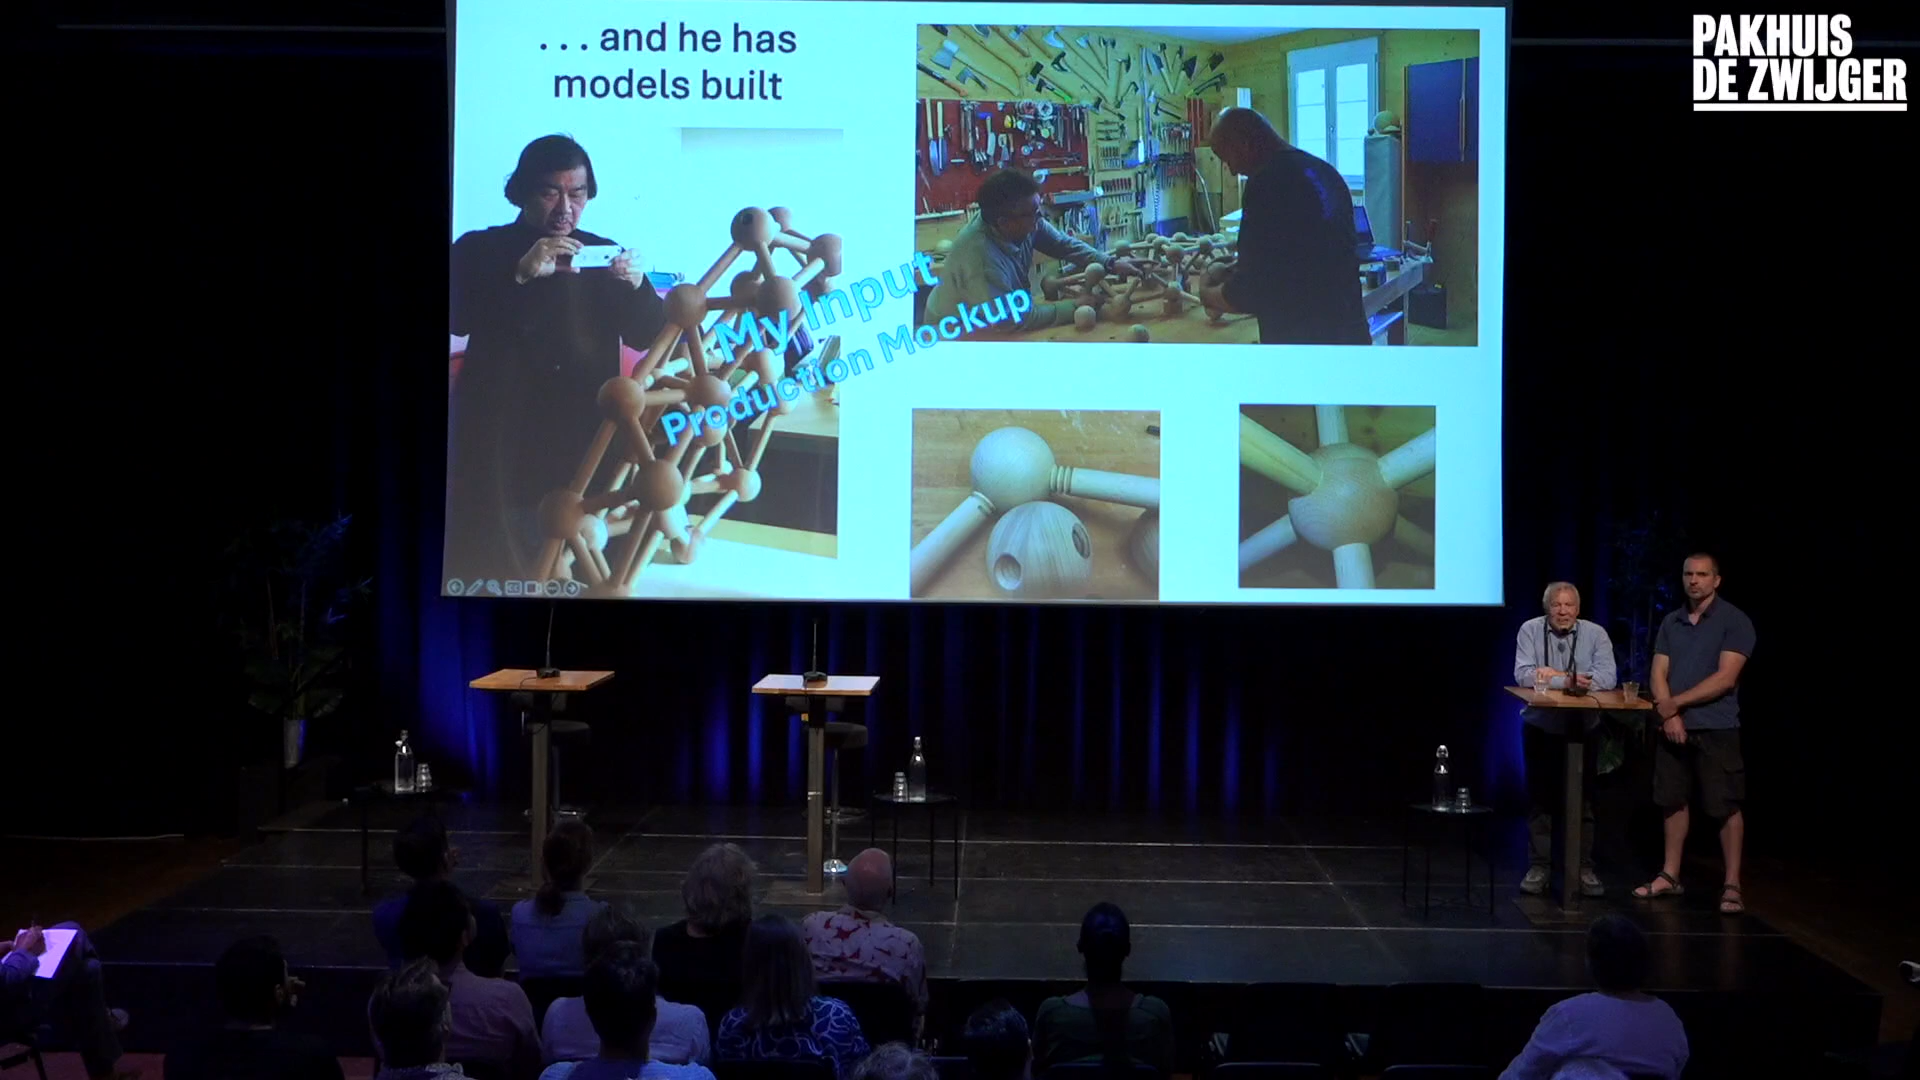 . . . and he has
models built
My Input
Production Mockup
PAKHUIS
DE ZWIJGER